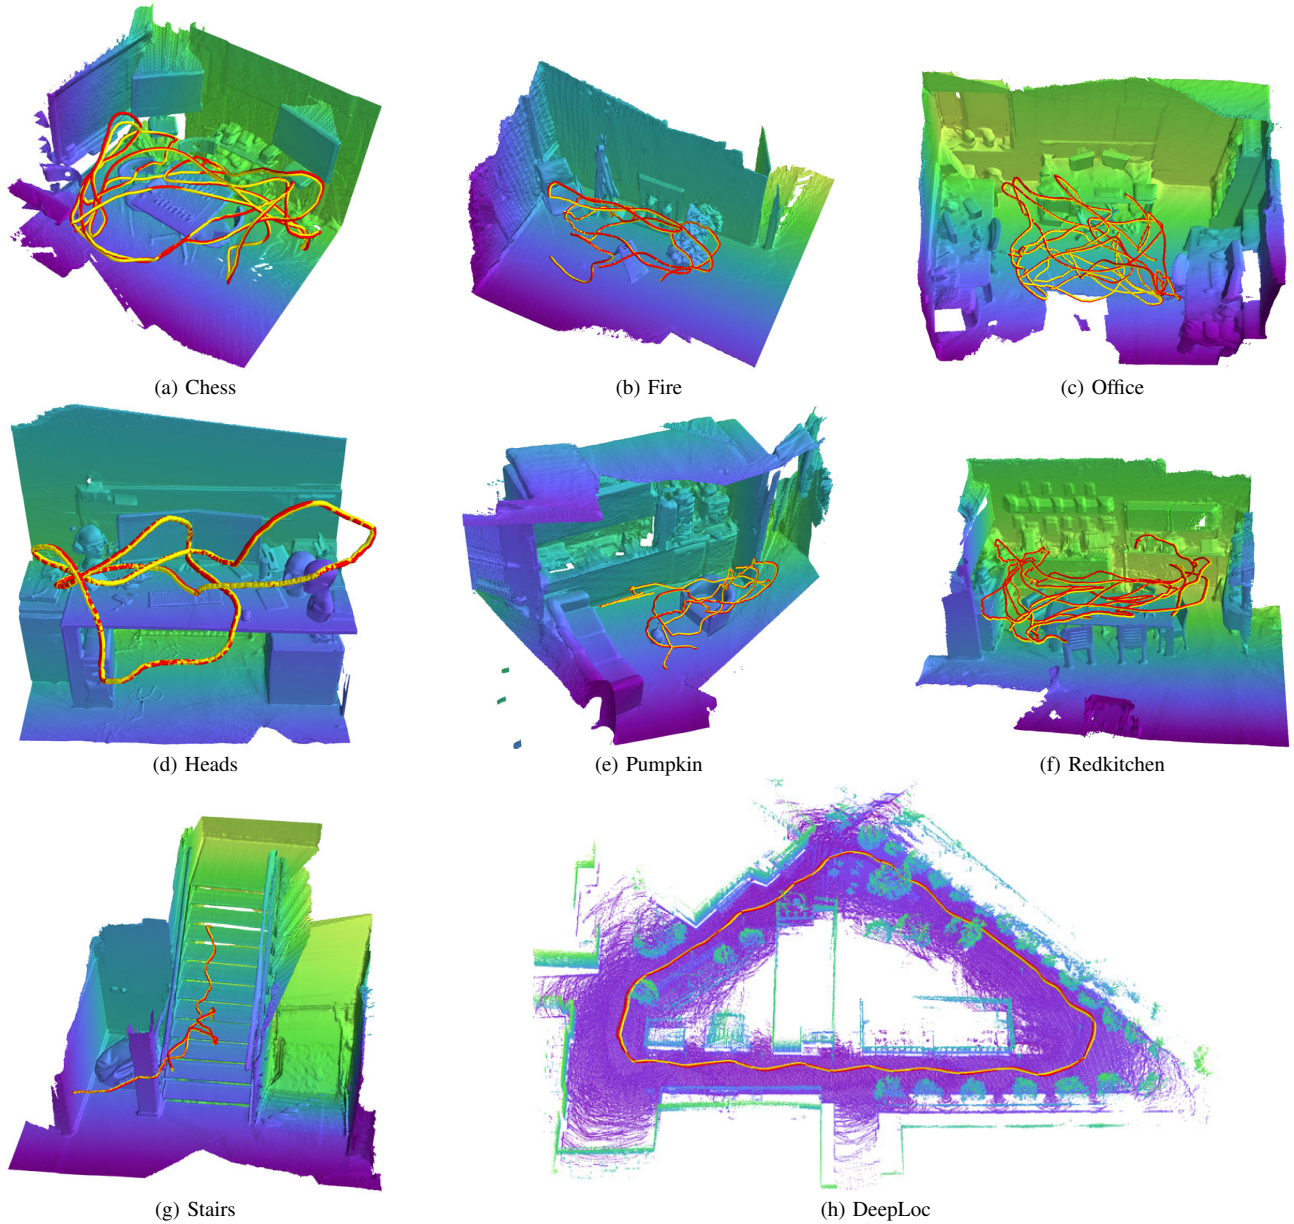 (a) Chess
(b) Fire
(c) Office
(d) Heads
(e) Pumpkin
(f) Redkitchen
(g) Stairs
(h) DeepLoc